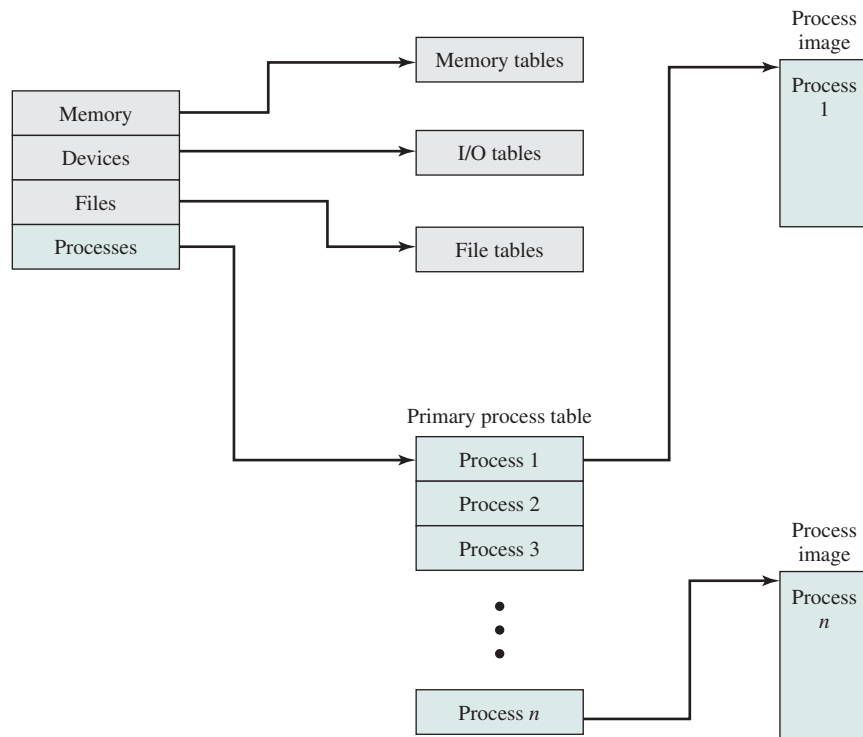 Memory
Devices
Files
Processes
Memory tables
I/O tables
File tables
Primary process table
Process 1
Process 2
Process 3
Process n
Process
image
Process
1
Process
image
Process
n